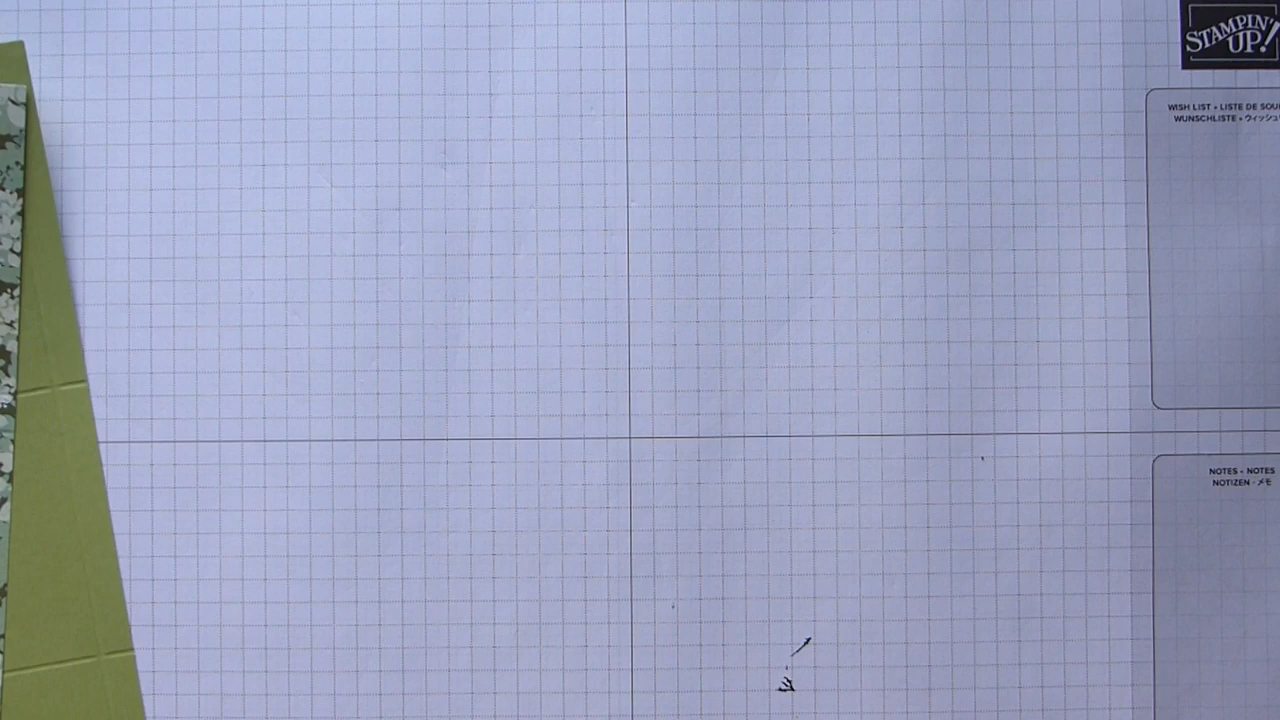 STAMPIN'
UP!
WISH LIST • LISTE DE
WUNSCHLISTE •
NOTES • NOTES
NOTIZEN • メモ